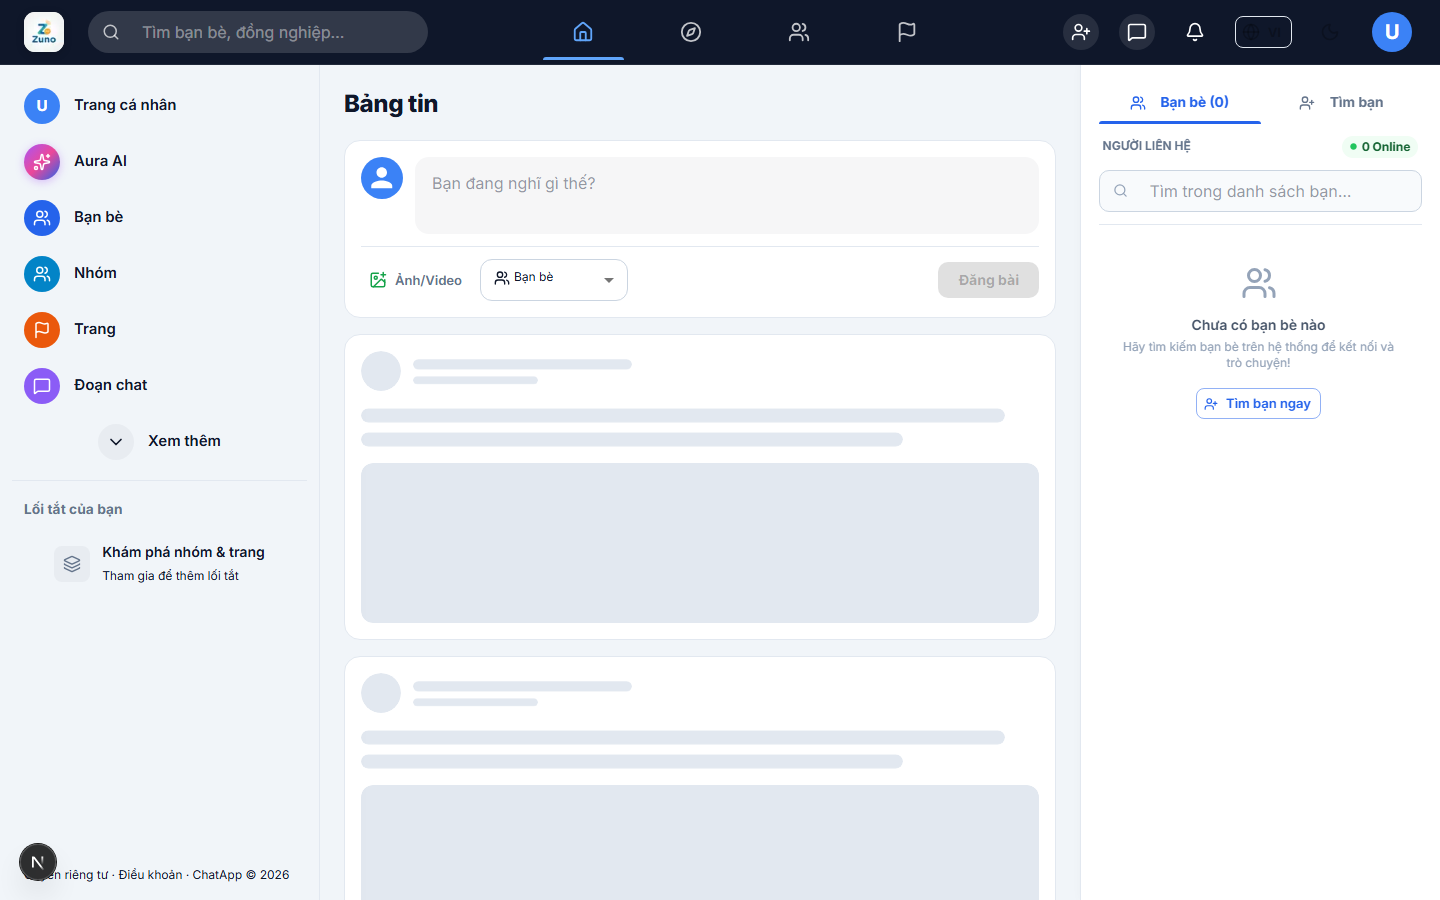 Zuno
Tìm bạn bè, đồng nghiệp...
VI
U
U
Trang cá nhân
Aura AI
Bạn bè
Nhóm
Trang
Đoạn chat
Xem thêm
Lối tắt của bạn
Khám phá nhóm & trang
Tham gia để thêm lối tắt
N
riêng tư · Điều khoản · ChatApp © 2026
Bảng tin
Bạn đang nghĩ gì thế?
Ảnh/Video
Bạn bè
Đăng bài
Bạn bè (0)
Tìm bạn
NGƯỜI LIÊN HỆ
0 Online
Tìm trong danh sách bạn...
Chưa có bạn bè nào
Hãy tìm kiếm bạn bè trên hệ thống để kết nối và
trò chuyện!
Tìm bạn ngay